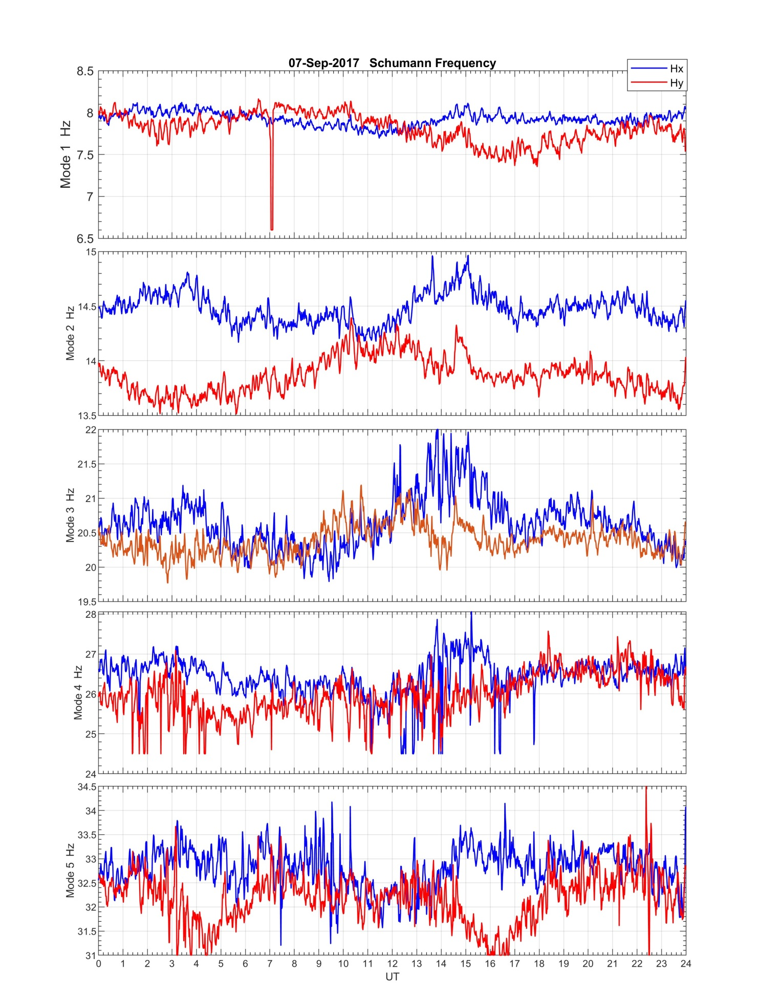 07-Sep-2017 Schumann Frequency
Hx
Hy
8.5
8
7.5
7
6.5
Mode 1 Hz
15
14.5
14
13.5
Mode 2 Hz
22
21.5
21
20.5
20
19.5
Mode 3 Hz
28
27
26
25
24
Mode 4 Hz
34.5
34
33.5
33
32.5
32
31.5
31
Mode 5 Hz
0 1 2 3 4 5 6 7 8 9 10 11 12 13 14 15 16 17 18 19 20 21 22 23 24
UT